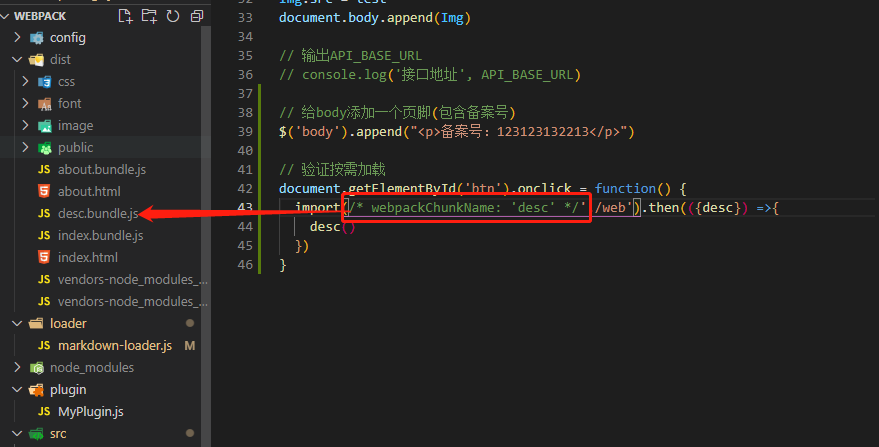 WEBPACK
config
dist
css
font
image
public
JS about.bundle.js
about.html
JS desc.bundle.js
JS index.bundle.js
index.html
JS vendors-node_modules_...
JS vendors-node_modules_...
loader
JS markdown-loader.js M
node_modules
plugin
JS MyPlugin.js
src
32 img.src = test
33 document.body.append(Img)
34
35 // 输出API_BASE_URL
36 // console.log('接口地址', API_BASE_URL)
37
38 // 给body添加一个页脚(包含备案号)
39 $('body').append("<p>备案号: 123123132213</p>")
40
41 // 验证按需加载
42 document.getElementById('btn').onclick = function() {
43 import(/* webpackChunkName: 'desc' */' /web').then(({desc}) =>{
44 desc()
45 })
46 }